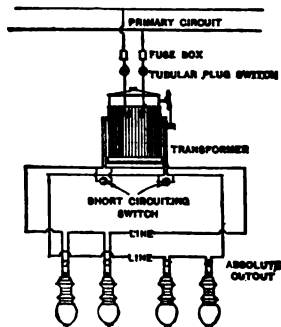 PRIMARY CIRCUIT
FUSE BOX
TUBULAR PLUG SWITCH
TRANSFORMER
SHORT CIRCUITING
SWITCH
LINE
LINE
ABSOLUTE
CUTOUT